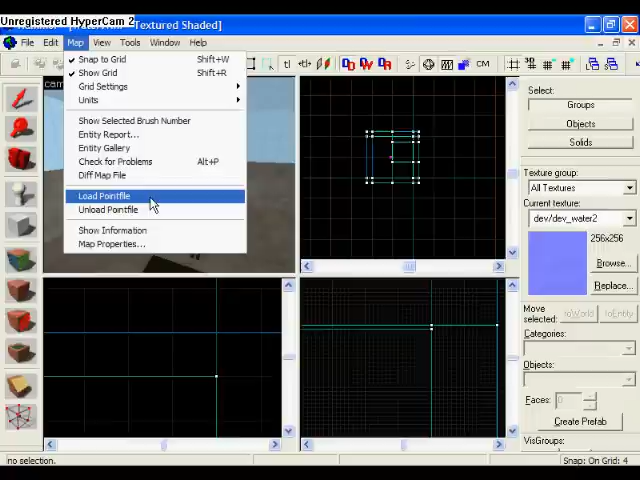 Unregistered HyperCam 2
- Textured Shaded]
File Edit Map View Tools Window Help
Snap to Grid Shift+W
Show Grid Shift+R
Grid Settings
Units
Show Selected Brush Number
Entity Report...
Entity Gallery
Check for Problems Alt+P
Diff Map File
Load Pointfile
Unload Pointfile
Show Information
Map Properties...
cam
tl
CM
Select:
Groups
Objects
Solids
Texture group:
All Textures
Current texture:
dev/dev_water2
256x256
Browse...
Replace...
Move
selected:
toWorld
toEntity
Categories:
Objects:
Faces: 0
Create Prefab
VisGroups:
no selection.
Snap: On Grid: 4